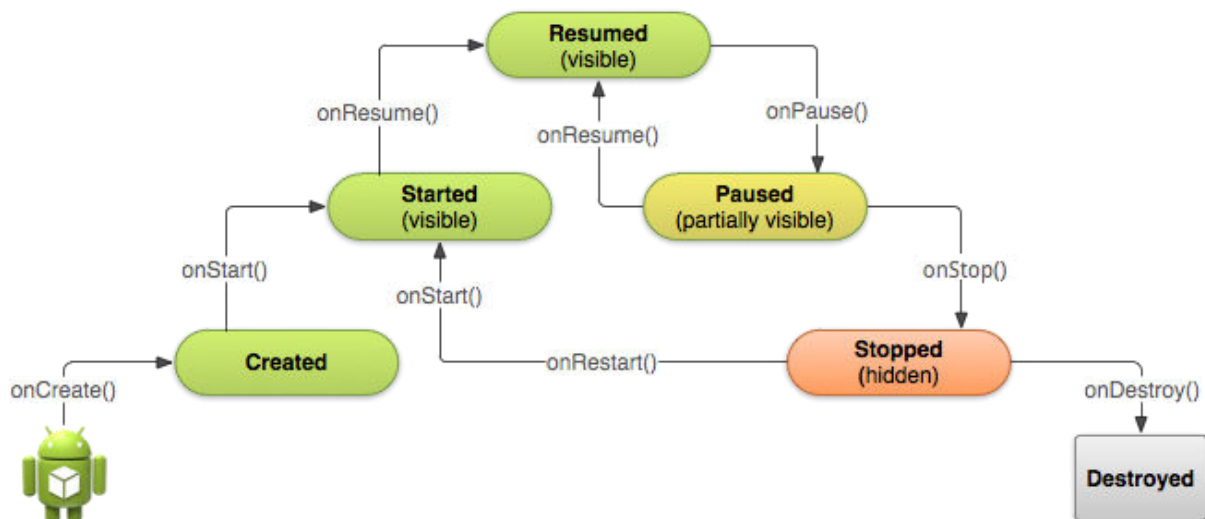 Resumed
(visible)
onResume()
onResume()
onPause()
Started
(visible)
Paused
(partially visible)
onStart()
onStart()
onStop()
Created
onRestart()
Stopped
(hidden)
onCreate()
onDestroy()
Destroyed